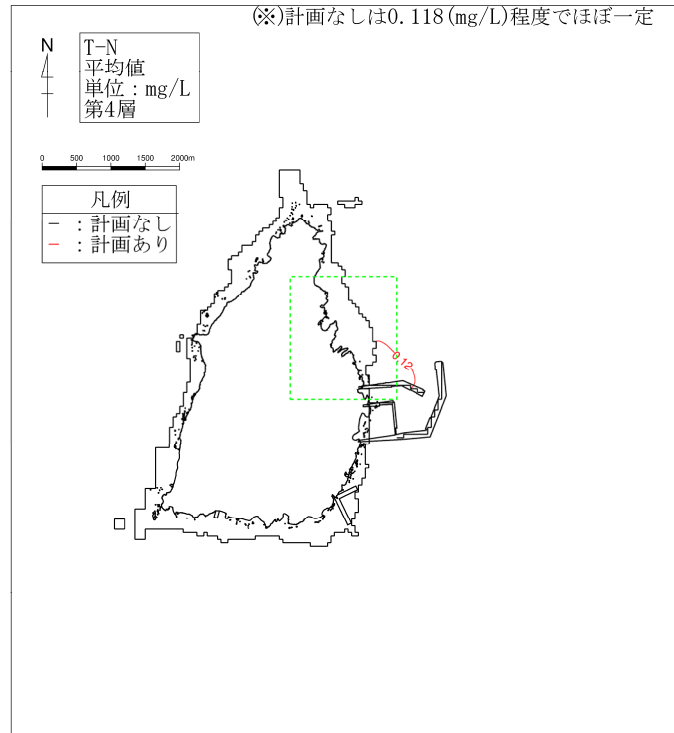 (※)計画なしは0.118(mg/L)程度でほぼ一定
N
T-N
平均値
単位：mg/L
第4層
0 500 1000 1500 2000m
凡例
－ ：計画なし
－ ：計画あり
0.12